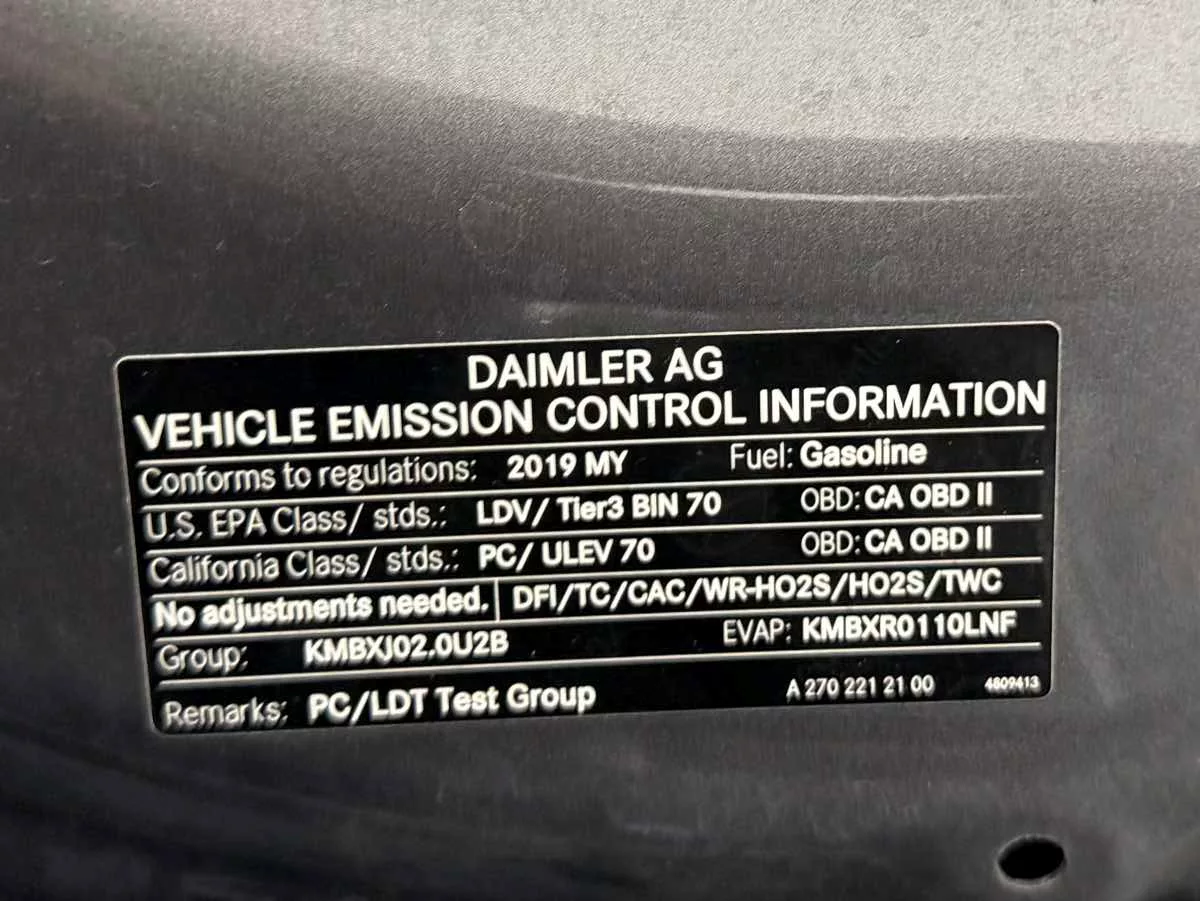 DAIMLER AG
VEHICLE EMISSION CONTROL INFORMATION
Conforms to regulations: 2019 MY Fuel: Gasoline
U.S. EPA Class/ stds.: LDV/ Tier3 BIN 70 OBD: CA OBD II
California Class/ stds.: PC/ ULEV 70 OBD: CA OBD II
No adjustments needed. DFI/TC/CAC/WR-HO2S/HO2S/TWC
Group: KMBXJ02.0U2B EVAP: KMBXR0110LNF
Remarks: PC/LDT Test Group A 270 221 21 00 4809413